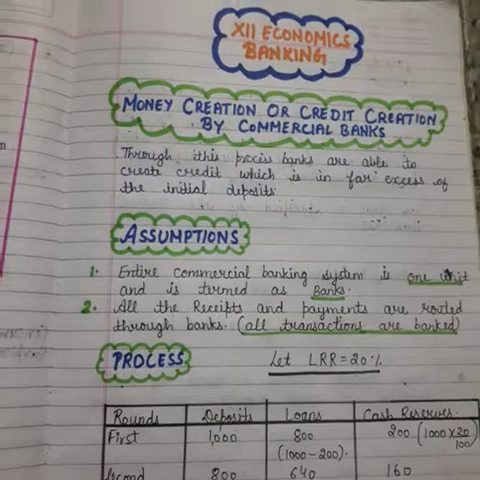 XII ECONOMICS
BANKING
MONEY CREATION OR CREDIT CREATION
BY COMMERCIAL BANKS
Through this process banks are able to
create credit which is in far excess of
the initial deposits
ASSUMPTIONS
1. Entire commercial banking system is one unit
and is termed as Banks.
2. All the Receipts and payments are routed
through banks. (all transactions are banked)
PROCESS Let LRR = 20%
Rounds Deposits Loans Cash Reserves.
First 1,000 800 200 (1000 × 20/100)
(1000-200).
Second 800 640 160